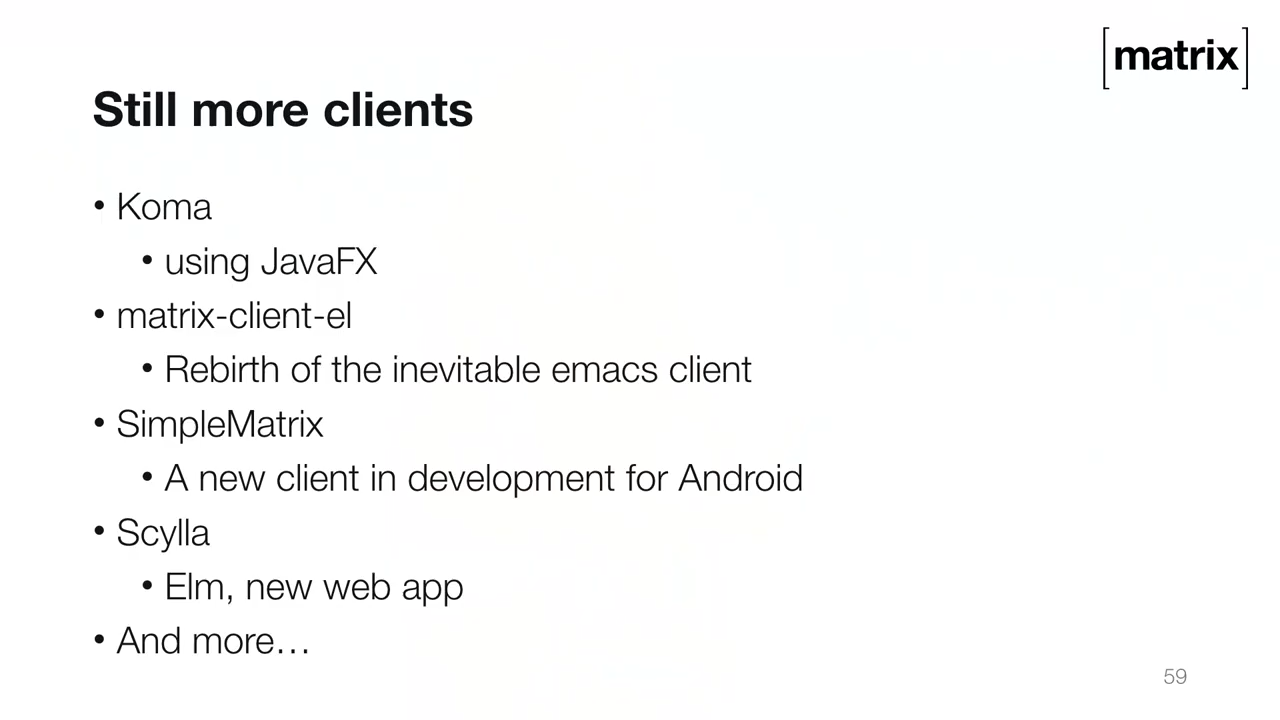 [matrix]
Still more clients
• Koma
• using JavaFX
• matrix-client-el
• Rebirth of the inevitable emacs client
• SimpleMatrix
• A new client in development for Android
• Scylla
• Elm, new web app
• And more…
59